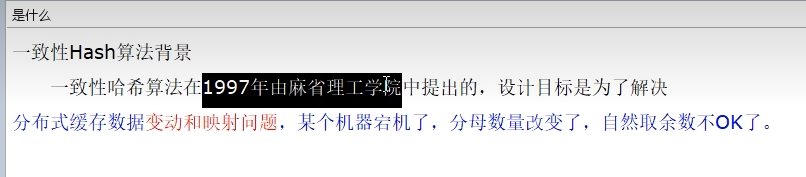 是什么
一致性Hash算法背景
一致性哈希算法在1997年由麻省理工学院中提出的，设计目标是为了解决
分布式缓存数据变动和映射问题，某个机器宕机了，分母数量改变了，自然取余数不OK了。